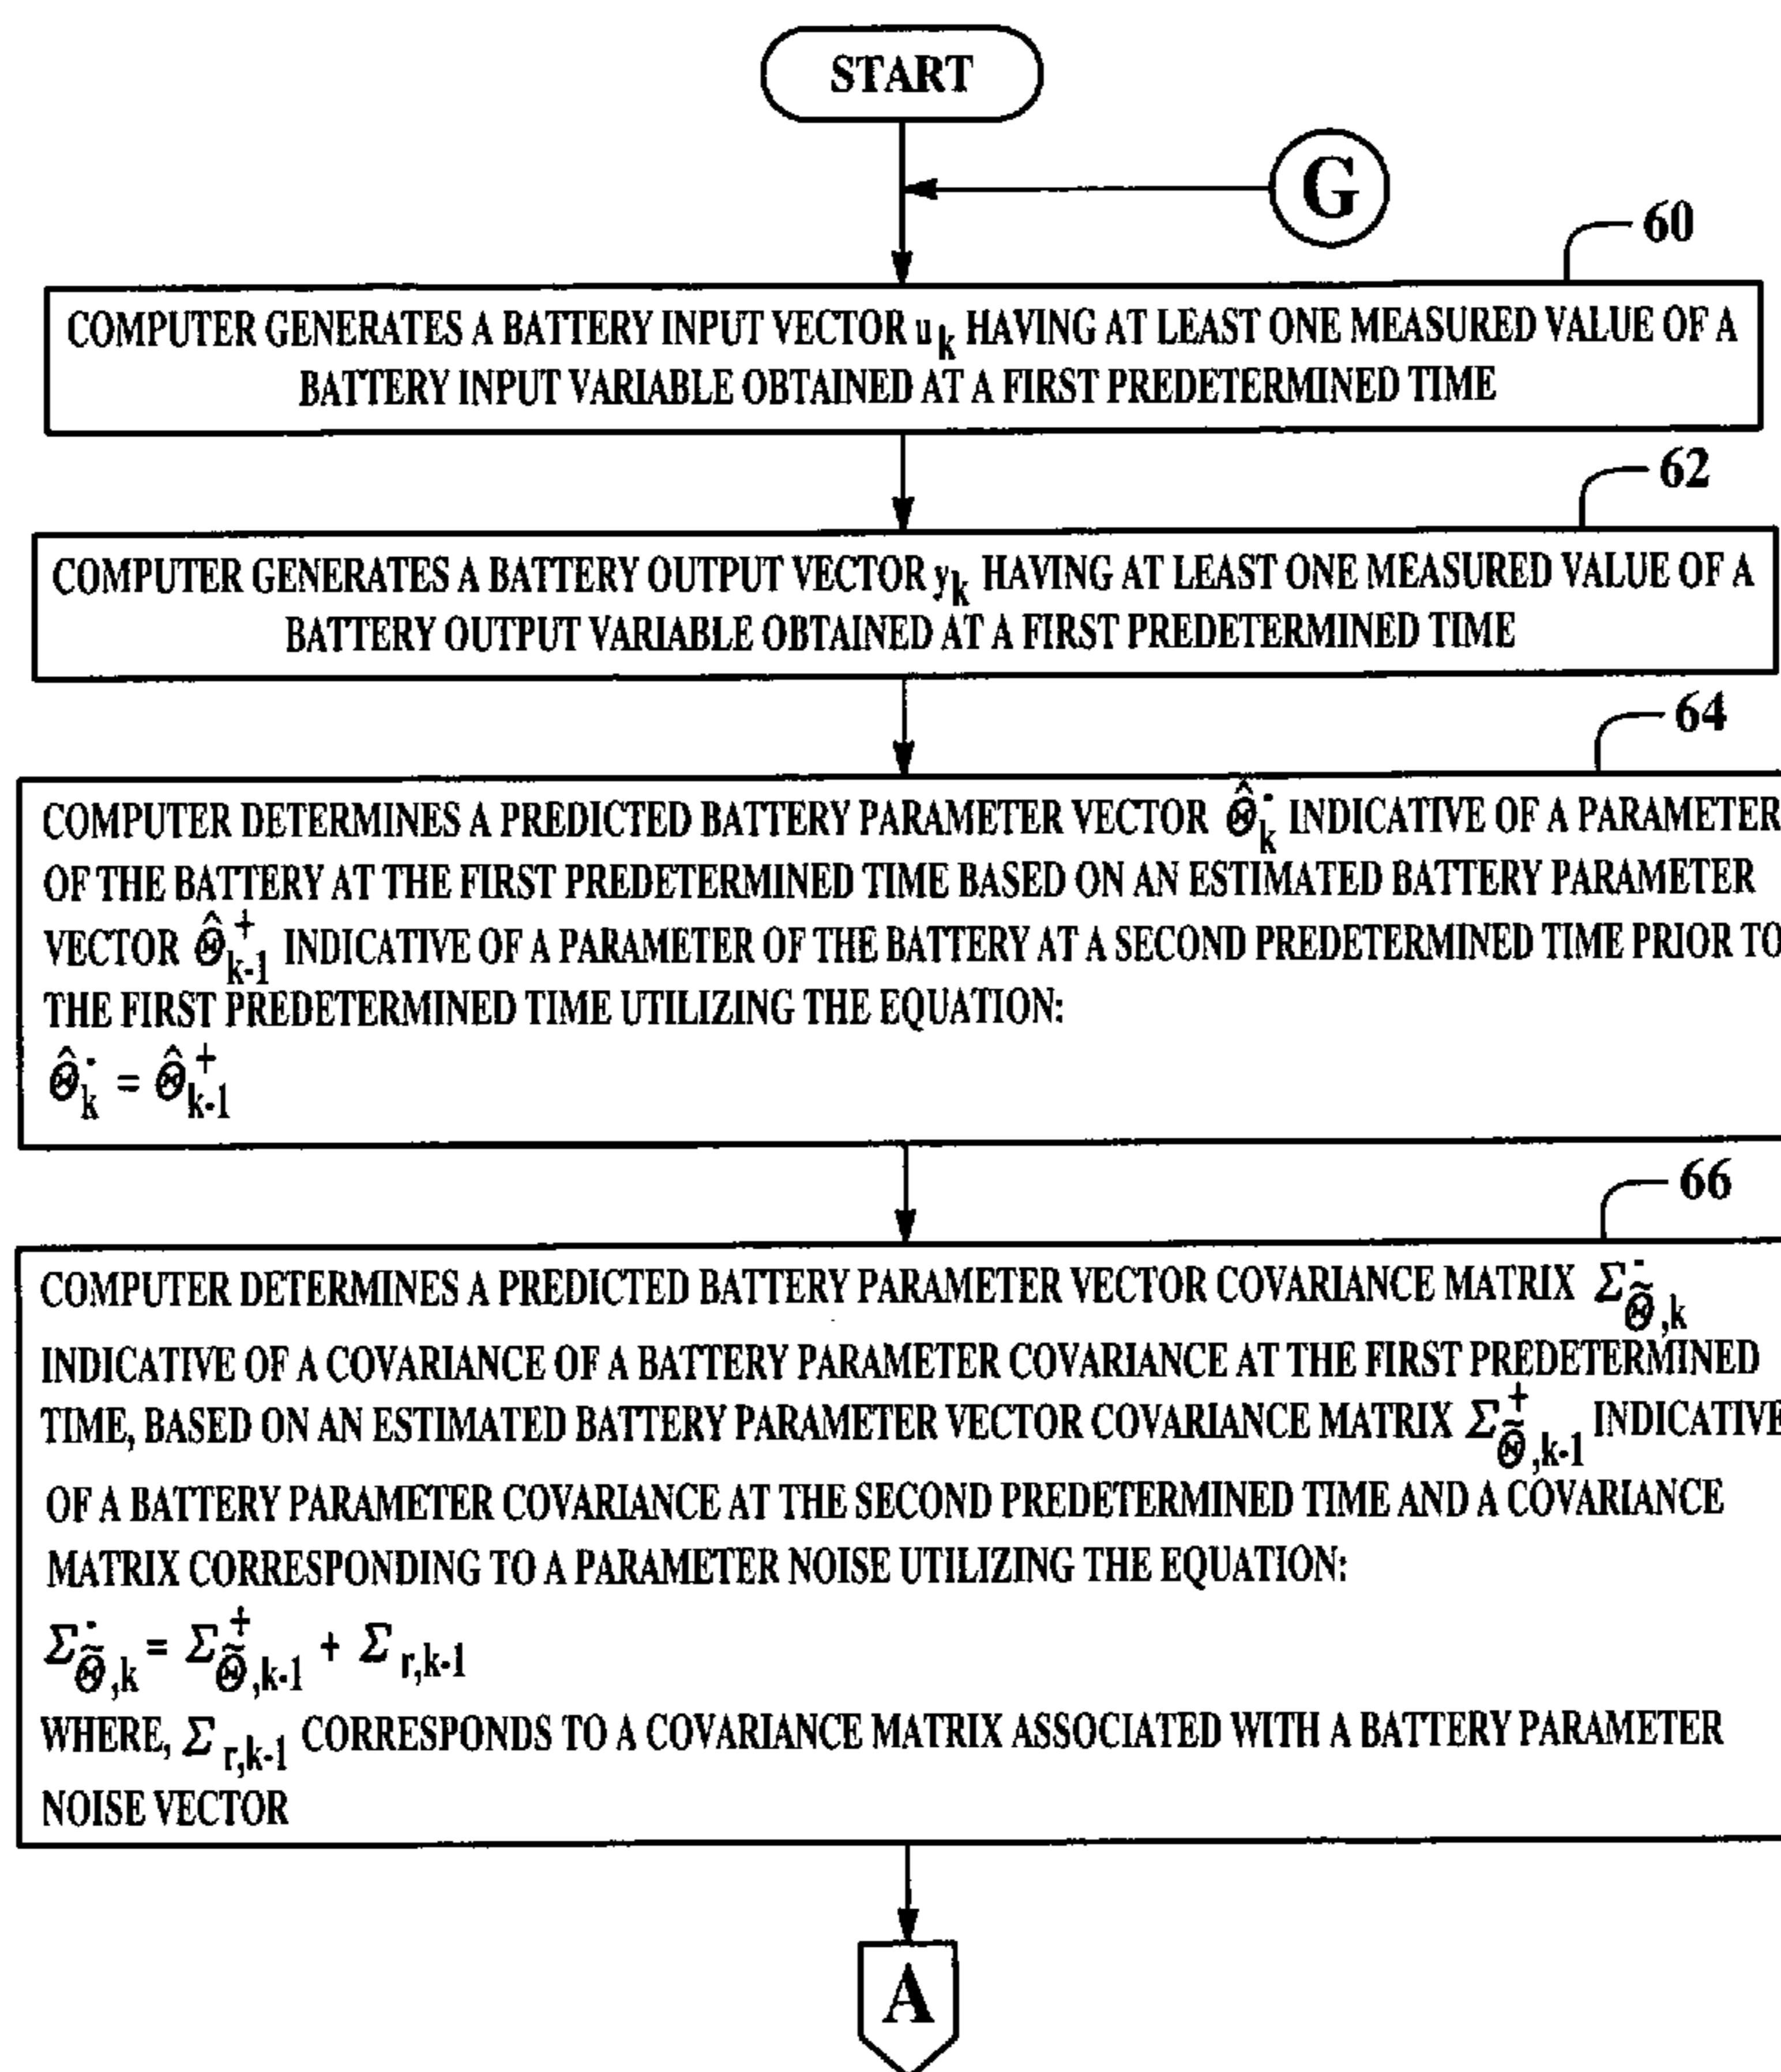 START
G
60
COMPUTER GENERATES A BATTERY INPUT VECTOR u_k HAVING AT LEAST ONE MEASURED VALUE OF A
BATTERY INPUT VARIABLE OBTAINED AT A FIRST PREDETERMINED TIME
62
COMPUTER GENERATES A BATTERY OUTPUT VECTOR y_k HAVING AT LEAST ONE MEASURED VALUE OF A
BATTERY OUTPUT VARIABLE OBTAINED AT A FIRST PREDETERMINED TIME
64
COMPUTER DETERMINES A PREDICTED BATTERY PARAMETER VECTOR Θ̂_k^- INDICATIVE OF A PARAMETER
OF THE BATTERY AT THE FIRST PREDETERMINED TIME BASED ON AN ESTIMATED BATTERY PARAMETER
VECTOR Θ̂_{k-1}^+ INDICATIVE OF A PARAMETER OF THE BATTERY AT A SECOND PREDETERMINED TIME PRIOR TO
THE FIRST PREDETERMINED TIME UTILIZING THE EQUATION:
Θ̂_k^- = Θ̂_{k-1}^+
66
COMPUTER DETERMINES A PREDICTED BATTERY PARAMETER VECTOR COVARIANCE MATRIX Σ_{Θ̃,k}^-
INDICATIVE OF A COVARIANCE OF A BATTERY PARAMETER COVARIANCE AT THE FIRST PREDETERMINED
TIME, BASED ON AN ESTIMATED BATTERY PARAMETER VECTOR COVARIANCE MATRIX Σ_{Θ̃,k-1}^+ INDICATIVE
OF A BATTERY PARAMETER COVARIANCE AT THE SECOND PREDETERMINED TIME AND A COVARIANCE
MATRIX CORRESPONDING TO A PARAMETER NOISE UTILIZING THE EQUATION:
Σ_{Θ̃,k}^- = Σ_{Θ̃,k-1}^+ + Σ_{r,k-1}
WHERE, Σ_{r,k-1} CORRESPONDS TO A COVARIANCE MATRIX ASSOCIATED WITH A BATTERY PARAMETER
NOISE VECTOR
A